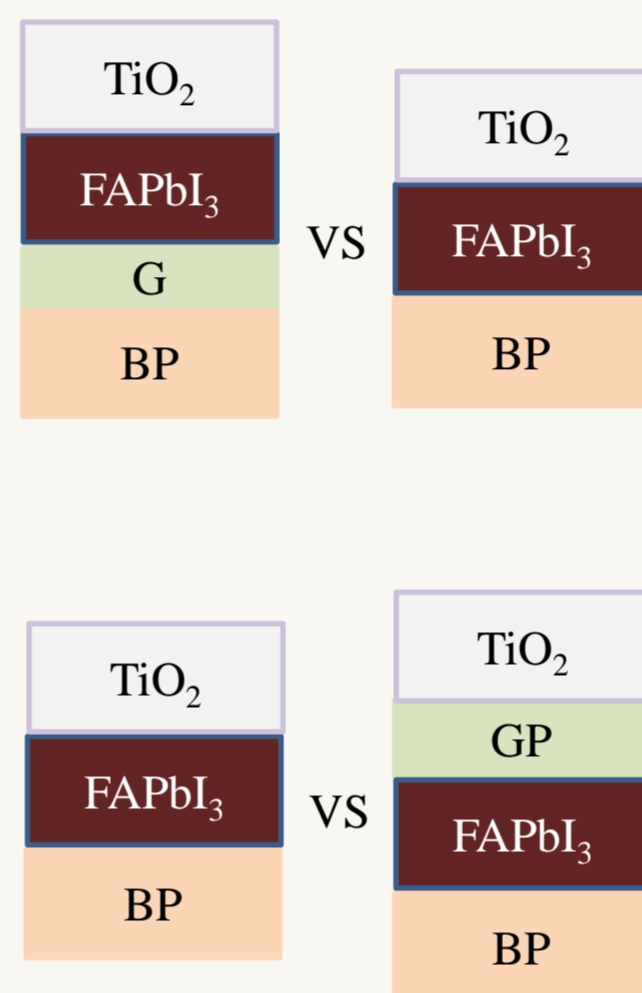 TiO₂
FAPbI₃
G
BP
VS
TiO₂
FAPbI₃
BP
TiO₂
FAPbI₃
BP
VS
TiO₂
GP
FAPbI₃
BP